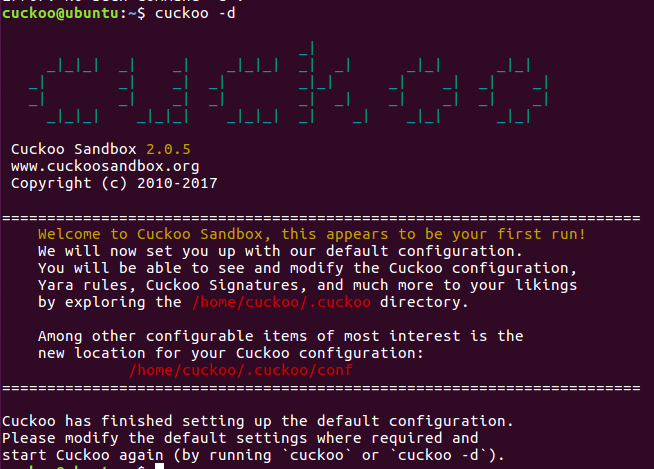 cuckoo@ubuntu:~$ cuckoo -d
cuckoo
Cuckoo Sandbox 2.0.5
www.cuckoosandbox.org
Copyright (c) 2010-2017
=======================================================================
Welcome to Cuckoo Sandbox, this appears to be your first run!
We will now set you up with our default configuration.
You will be able to see and modify the Cuckoo configuration,
Yara rules, Cuckoo Signatures, and much more to your likings
by exploring the /home/cuckoo/.cuckoo directory.
Among other configurable items of most interest is the
new location for your Cuckoo configuration:
/home/cuckoo/.cuckoo/conf
=======================================================================
Cuckoo has finished setting up the default configuration.
Please modify the default settings where required and
start Cuckoo again (by running `cuckoo` or `cuckoo -d`).
cuckoo@ubuntu:~$